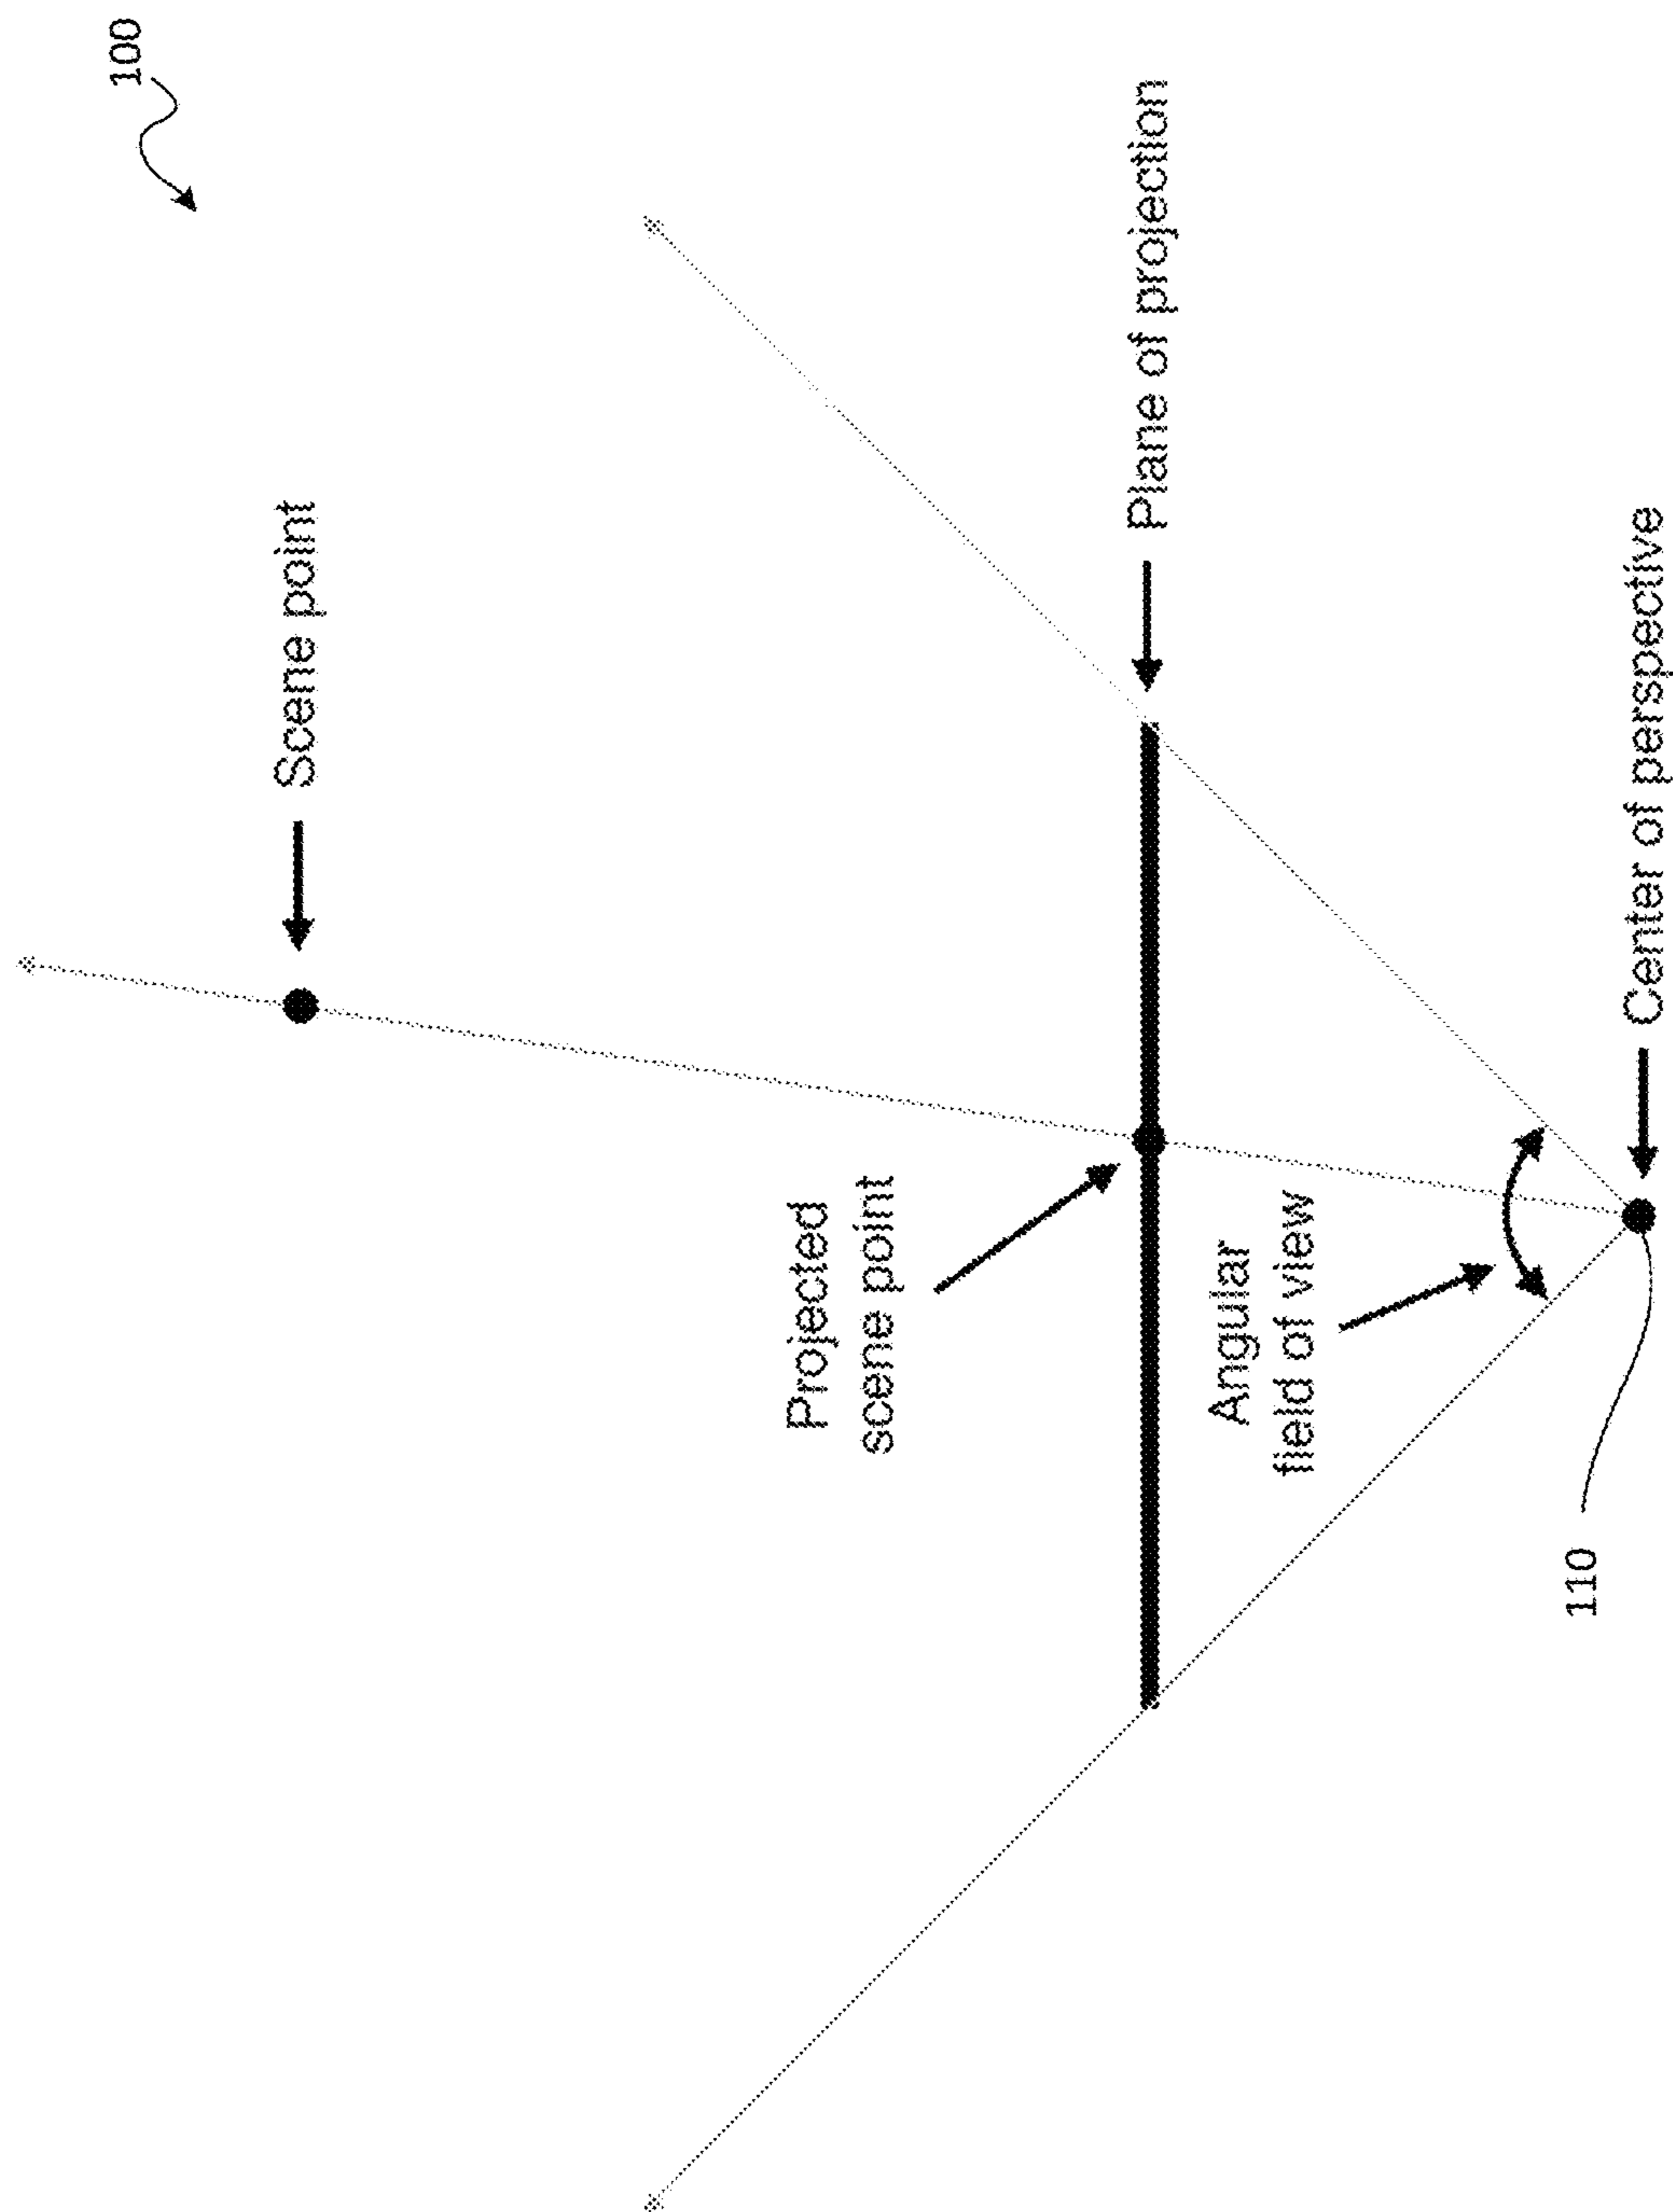 100
Scene point
Projected
scene point
Plane of projection
Angular
field of view
Center of perspective
110